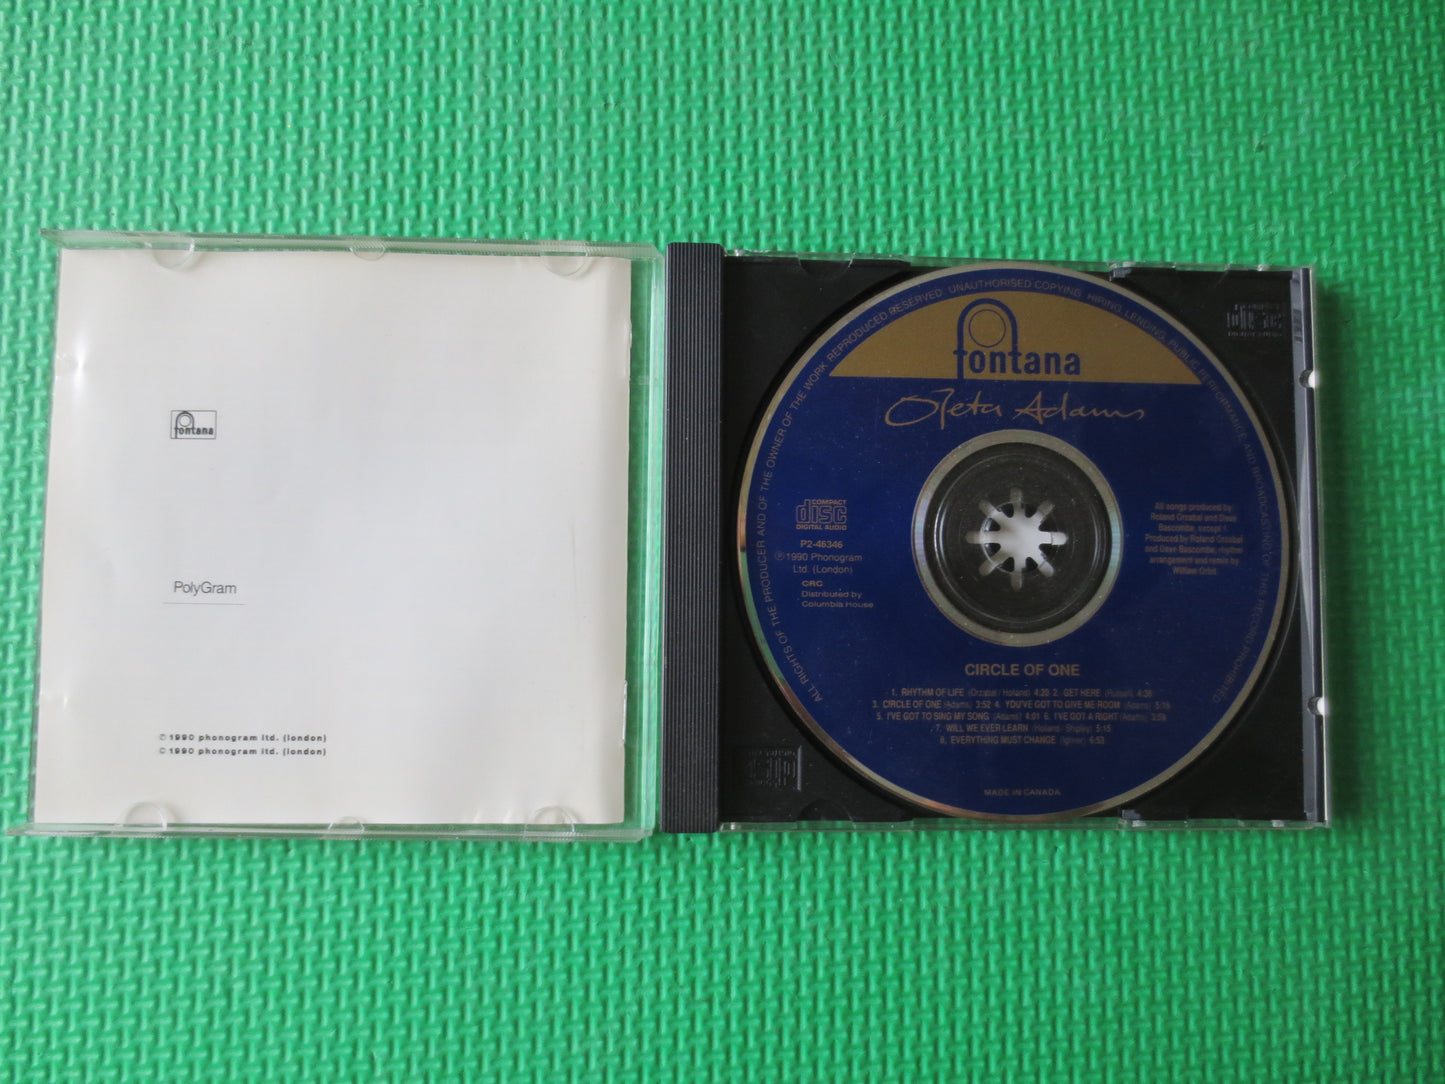 fontana
PolyGram
℗ 1990 phonogram ltd. (london)
© 1990 phonogram ltd. (london)
ALL RIGHTS OF THE PRODUCER AND OF THE OWNER OF THE WORK REPRODUCED RESERVED. UNAUTHORISED COPYING, HIRING, LENDING, PUBLIC PERFORMANCE AND BROADCASTING OF THIS RECORD PROHIBITED
fontana
Oleta Adams
COMPACT
disc
DIGITAL AUDIO
P2-46346
℗ 1990 Phonogram
Ltd. (London)
CRC
Distributed by
Columbia House
All songs produced by
Roland Orzabal and Dave
Bascombe, except 1.
Produced by Roland Orzabal
and Dave Bascombe, rhythm
arrangement and remix by
William Orbit.
CIRCLE OF ONE
1. RHYTHM OF LIFE (Orzabal / Holland) 4:20 2. GET HERE (Russell) 4:36
3. CIRCLE OF ONE (Adams) 3:52 4. YOU'VE GOT TO GIVE ME ROOM (Adams) 5:16
5. I'VE GOT TO SING MY SONG (Adams) 4:01 6. I'VE GOT A RIGHT (Adams) 3:59
7. WILL WE EVER LEARN (Holland - Shipley) 5:15
8. EVERYTHING MUST CHANGE (Ighner) 6:53
MADE IN CANADA